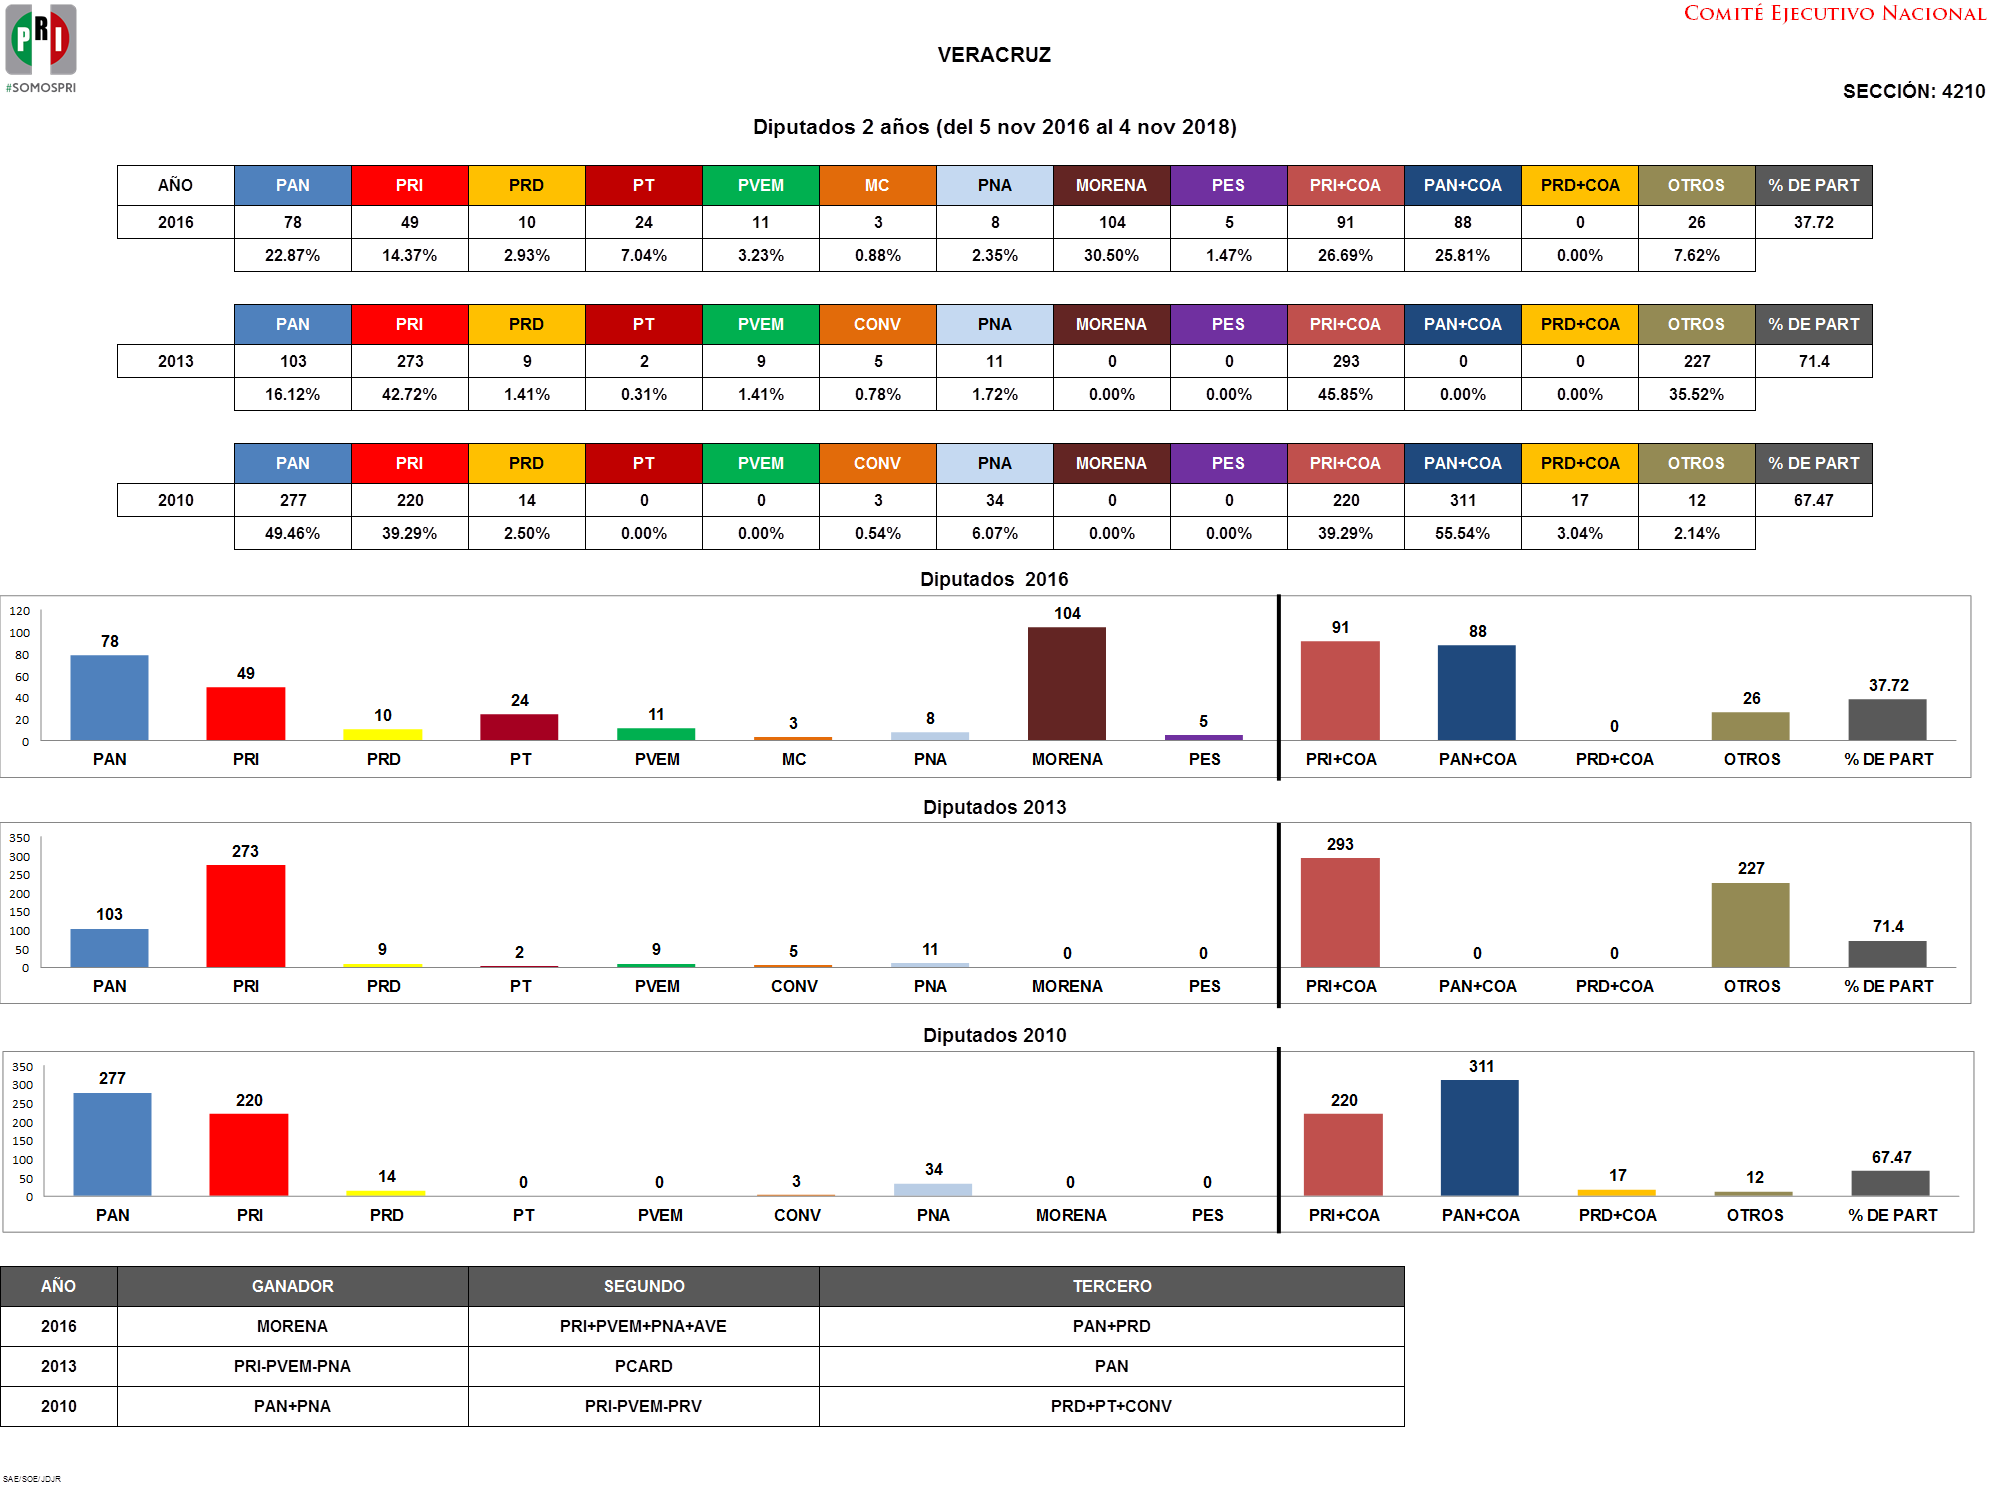 PRI
#SOMOSPRI
COMITÉ EJECUTIVO NACIONAL
VERACRUZ
SECCIÓN: 4210
Diputados 2 años (del 5 nov 2016 al 4 nov 2018)
AÑO PAN PRI PRD PT PVEM MC PNA MORENA PES PRI+COA PAN+COA PRD+COA OTROS % DE PART
2016 78 49 10 24 11 3 8 104 5 91 88 0 26 37.72
22.87% 14.37% 2.93% 7.04% 3.23% 0.88% 2.35% 30.50% 1.47% 26.69% 25.81% 0.00% 7.62%
PAN PRI PRD PT PVEM CONV PNA MORENA PES PRI+COA PAN+COA PRD+COA OTROS % DE PART
2013 103 273 9 2 9 5 11 0 0 293 0 0 227 71.4
16.12% 42.72% 1.41% 0.31% 1.41% 0.78% 1.72% 0.00% 0.00% 45.85% 0.00% 0.00% 35.52%
PAN PRI PRD PT PVEM CONV PNA MORENA PES PRI+COA PAN+COA PRD+COA OTROS % DE PART
2010 277 220 14 0 0 3 34 0 0 220 311 17 12 67.47
49.46% 39.29% 2.50% 0.00% 0.00% 0.54% 6.07% 0.00% 0.00% 39.29% 55.54% 3.04% 2.14%
Diputados 2016
120
100
80
60
40
20
0
78 49 10 24 11 3 8 104 5 91 88 0 26 37.72
PAN PRI PRD PT PVEM MC PNA MORENA PES PRI+COA PAN+COA PRD+COA OTROS % DE PART
Diputados 2013
350
300
250
200
150
100
50
0
103 273 9 2 9 5 11 0 0 293 0 0 227 71.4
PAN PRI PRD PT PVEM CONV PNA MORENA PES PRI+COA PAN+COA PRD+COA OTROS % DE PART
Diputados 2010
350
300
250
200
150
100
50
0
277 220 14 0 0 3 34 0 0 220 311 17 12 67.47
PAN PRI PRD PT PVEM CONV PNA MORENA PES PRI+COA PAN+COA PRD+COA OTROS % DE PART
AÑO GANADOR SEGUNDO TERCERO
2016 MORENA PRI+PVEM+PNA+AVE PAN+PRD
2013 PRI-PVEM-PNA PCARD PAN
2010 PAN+PNA PRI-PVEM-PRV PRD+PT+CONV
SAE/SOE/JDJR